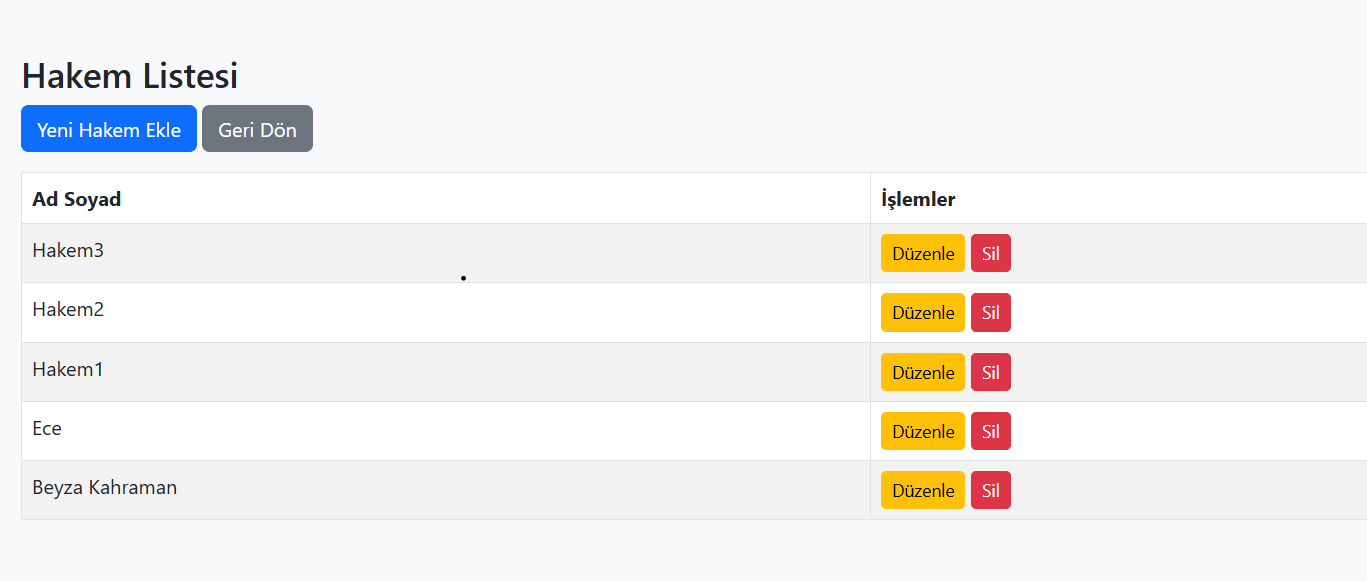 Hakem Listesi
Yeni Hakem Ekle Geri Dön
Ad Soyad İşlemler
Hakem3 Düzenle Sil
Hakem2 Düzenle Sil
Hakem1 Düzenle Sil
Ece Düzenle Sil
Beyza Kahraman Düzenle Sil